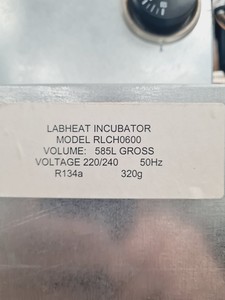 LABHEAT INCUBATOR
MODEL RLCH0600
VOLUME: 585L GROSS
VOLTAGE 220/240 50Hz
R134a 320g